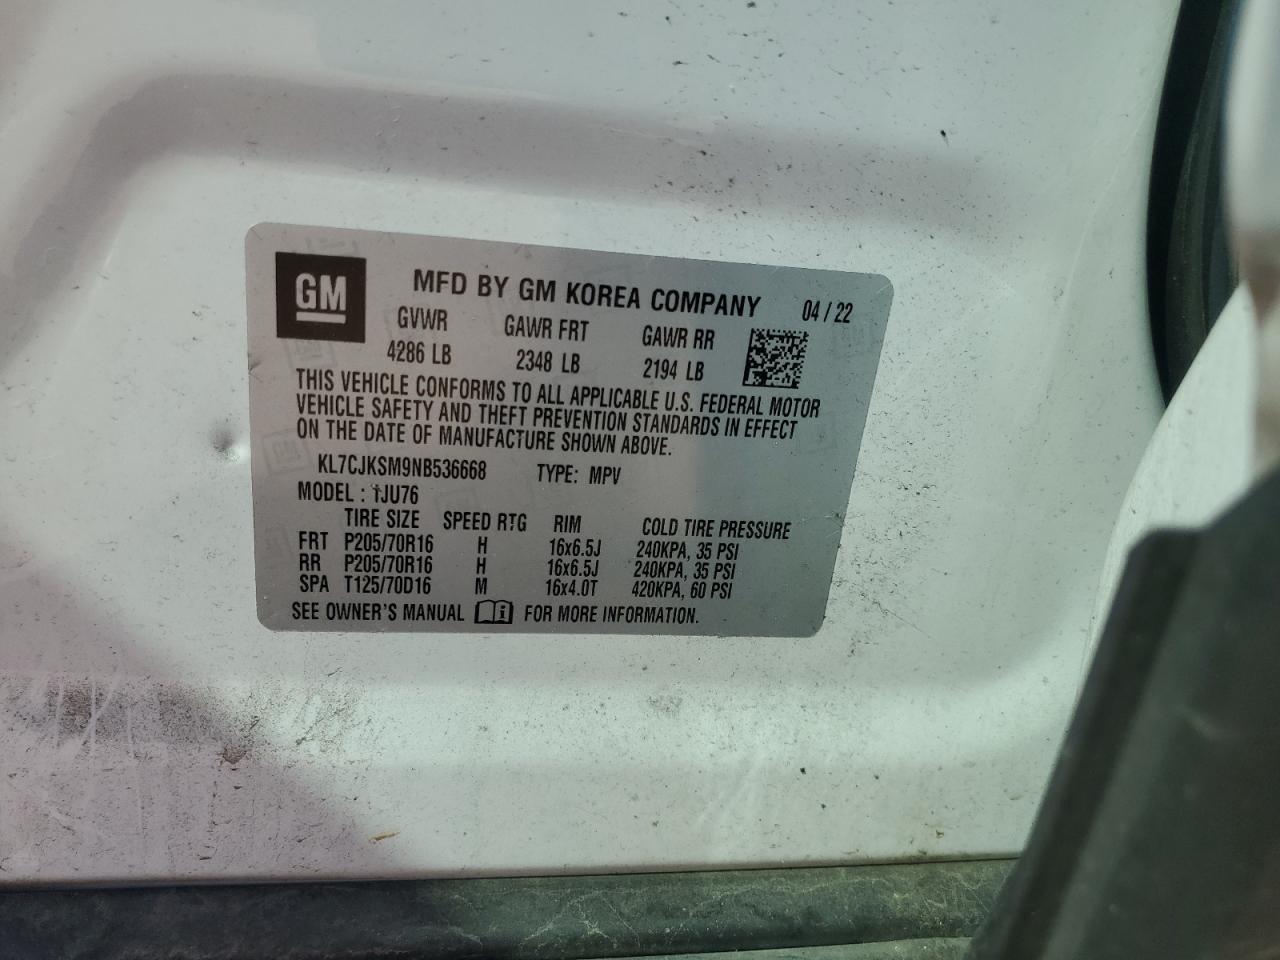 GM
MFD BY GM KOREA COMPANY 04 / 22
GVWR GAWR FRT GAWR RR
4286 LB 2348 LB 2194 LB
THIS VEHICLE CONFORMS TO ALL APPLICABLE U.S. FEDERAL MOTOR
VEHICLE SAFETY AND THEFT PREVENTION STANDARDS IN EFFECT
ON THE DATE OF MANUFACTURE SHOWN ABOVE.
KL7CJKSM9NB536668 TYPE: MPV
MODEL : 1JU76
TIRE SIZE SPEED RTG RIM COLD TIRE PRESSURE
FRT P205/70R16 H 16x6.5J 240KPA, 35 PSI
RR P205/70R16 H 16x6.5J 240KPA, 35 PSI
SPA T125/70D16 M 16x4.0T 420KPA, 60 PSI
SEE OWNER'S MANUAL i FOR MORE INFORMATION.